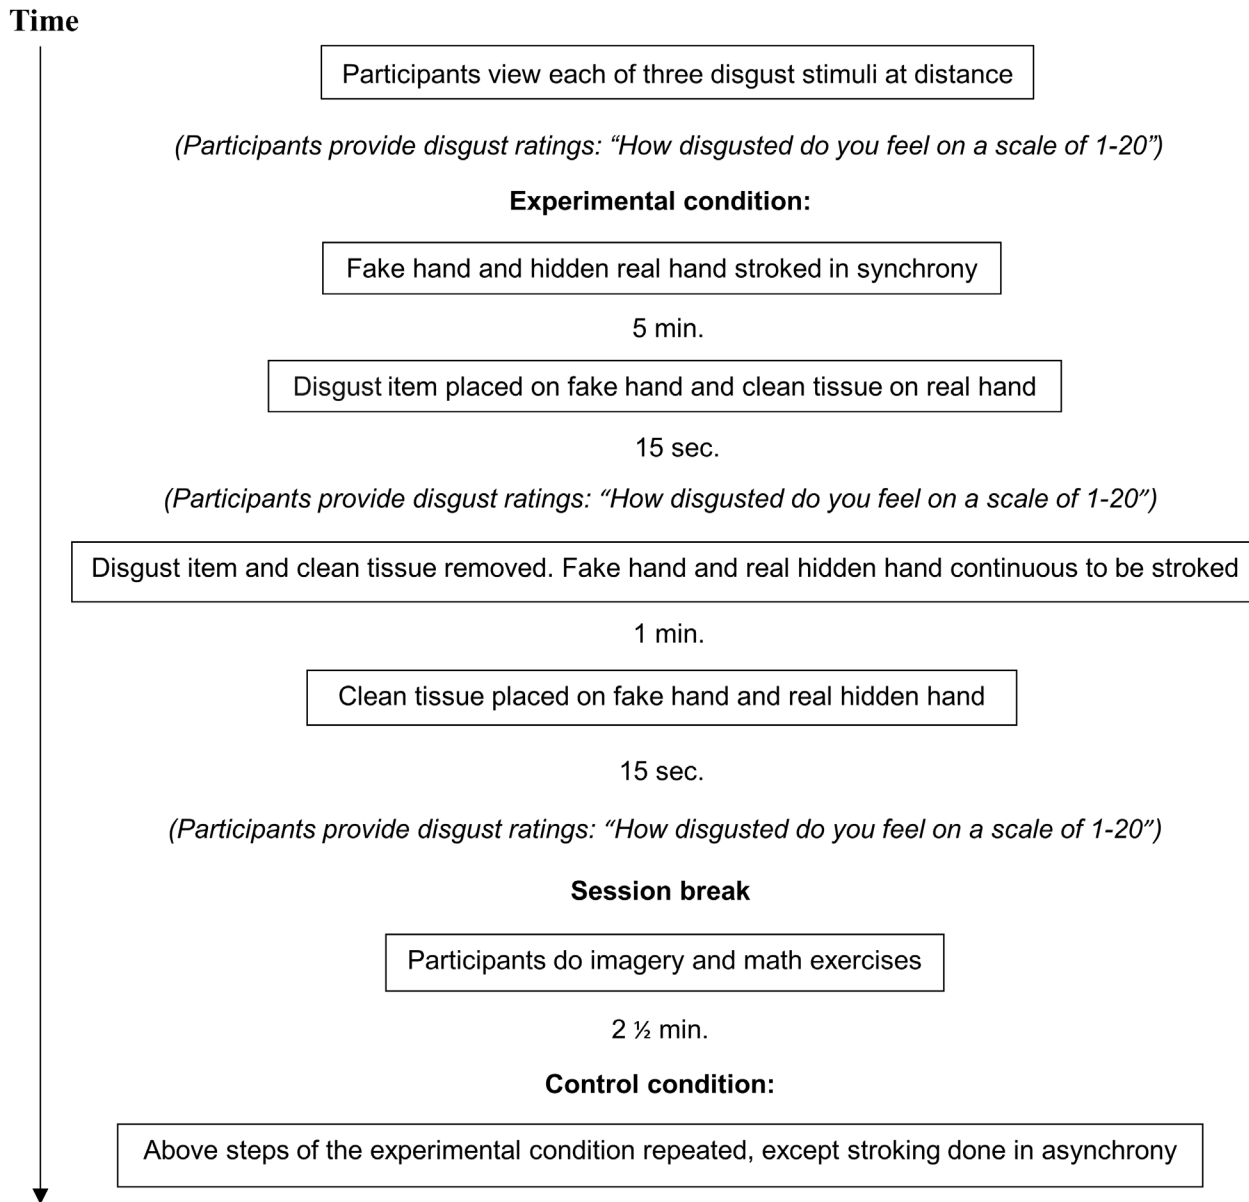 Time
Participants view each of three disgust stimuli at distance
(Participants provide disgust ratings: “How disgusted do you feel on a scale of 1-20”)
Experimental condition:
Fake hand and hidden real hand stroked in synchrony
5 min.
Disgust item placed on fake hand and clean tissue on real hand
15 sec.
(Participants provide disgust ratings: “How disgusted do you feel on a scale of 1-20”)
Disgust item and clean tissue removed. Fake hand and real hidden hand continuous to be stroked
1 min.
Clean tissue placed on fake hand and real hidden hand
15 sec.
(Participants provide disgust ratings: “How disgusted do you feel on a scale of 1-20”)
Session break
Participants do imagery and math exercises
2 ½ min.
Control condition:
Above steps of the experimental condition repeated, except stroking done in asynchrony